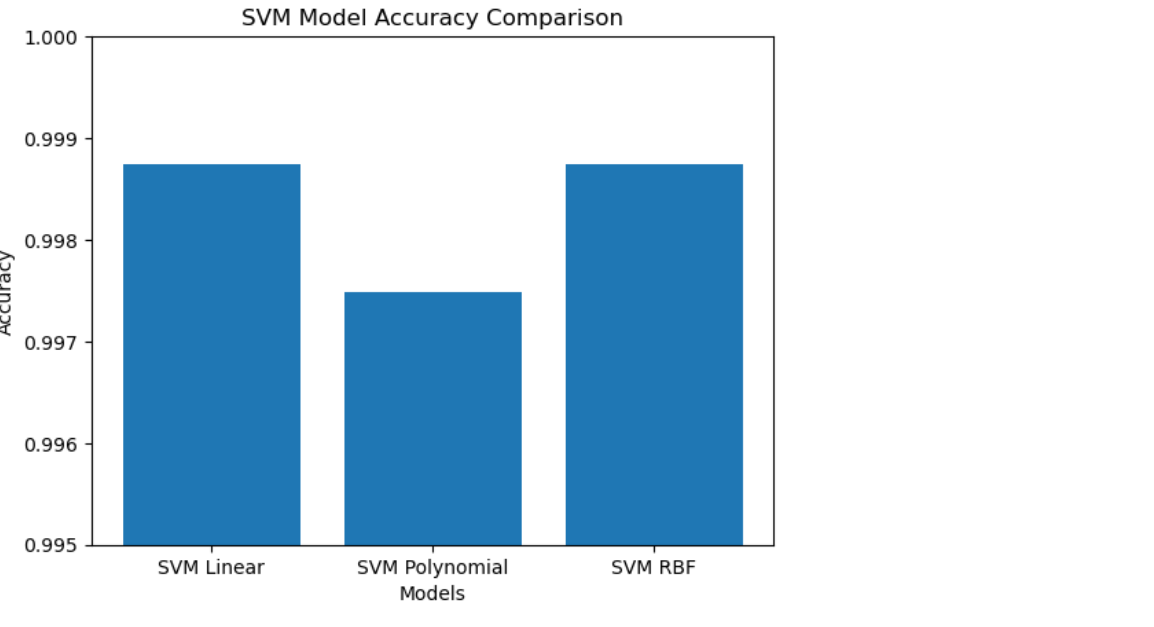 SVM Model Accuracy Comparison
1.000
0.999
0.998
0.997
0.996
0.995
Accuracy
SVM Linear
SVM Polynomial
SVM RBF
Models